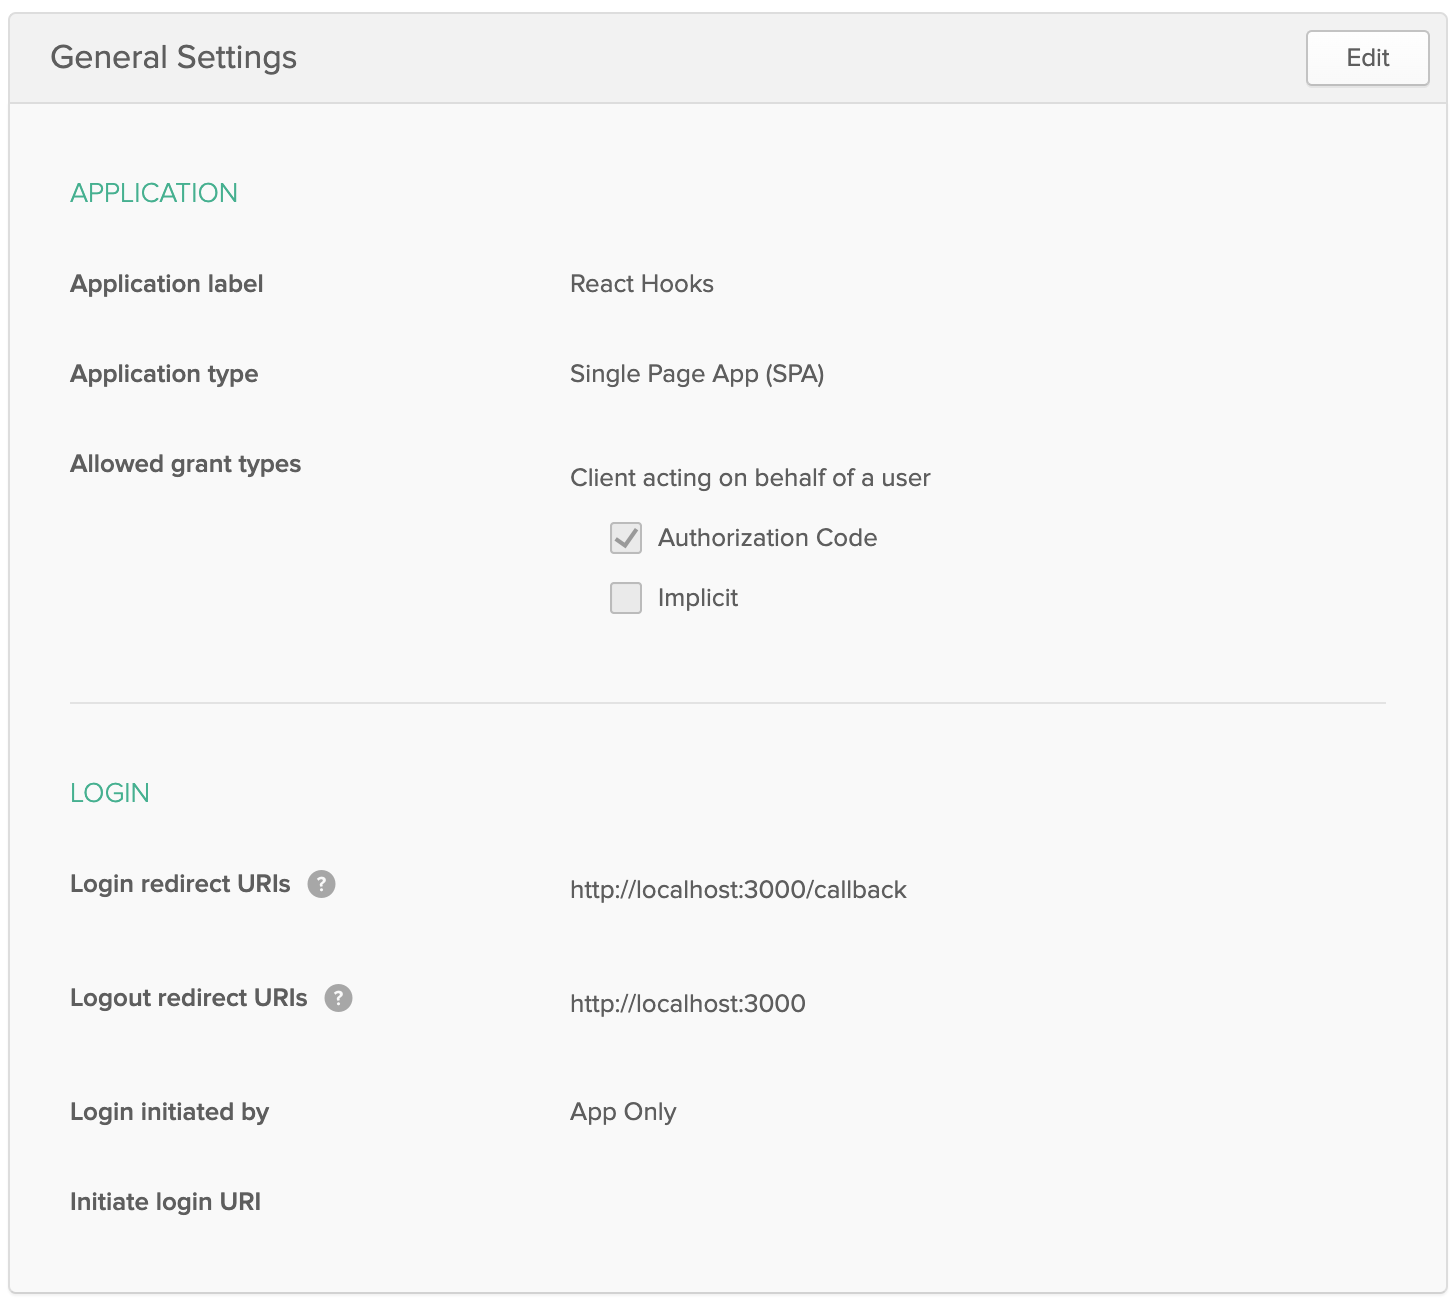 General Settings
Edit
APPLICATION
Application label
React Hooks
Application type
Single Page App (SPA)
Allowed grant types
Client acting on behalf of a user
Authorization Code
Implicit
LOGIN
Login redirect URIs ?
http://localhost:3000/callback
Logout redirect URIs ?
http://localhost:3000
Login initiated by
App Only
Initiate login URI